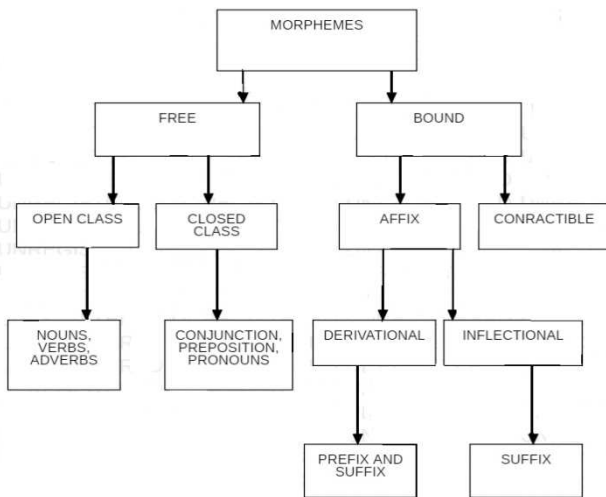 MORPHEMES
FREE
BOUND
OPEN CLASS
CLOSED
CLASS
AFFIX
CONRACTIBLE
NOUNS,
VERBS,
ADVERBS
CONJUNCTION,
PREPOSITION,
PRONOUNS
DERIVATIONAL
INFLECTIONAL
PREFIX AND
SUFFIX
SUFFIX